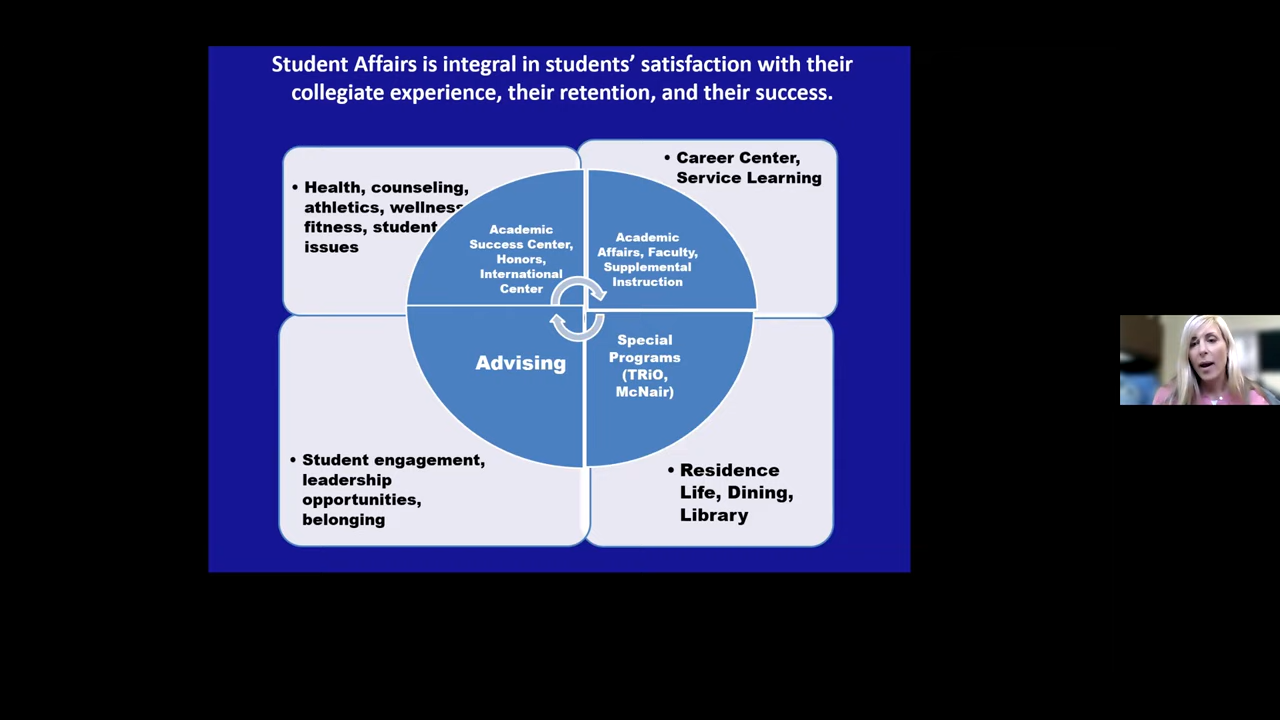 Student Affairs is integral in students’ satisfaction with their
collegiate experience, their retention, and their success.
• Health, counseling,
athletics, wellness
fitness, student
issues
• Career Center,
Service Learning
Academic
Success Center,
Honors,
International
Center
Academic
Affairs, Faculty,
Supplemental
Instruction
Advising
Special
Programs
(TRiO,
McNair)
• Student engagement,
leadership
opportunities,
belonging
• Residence
Life, Dining,
Library